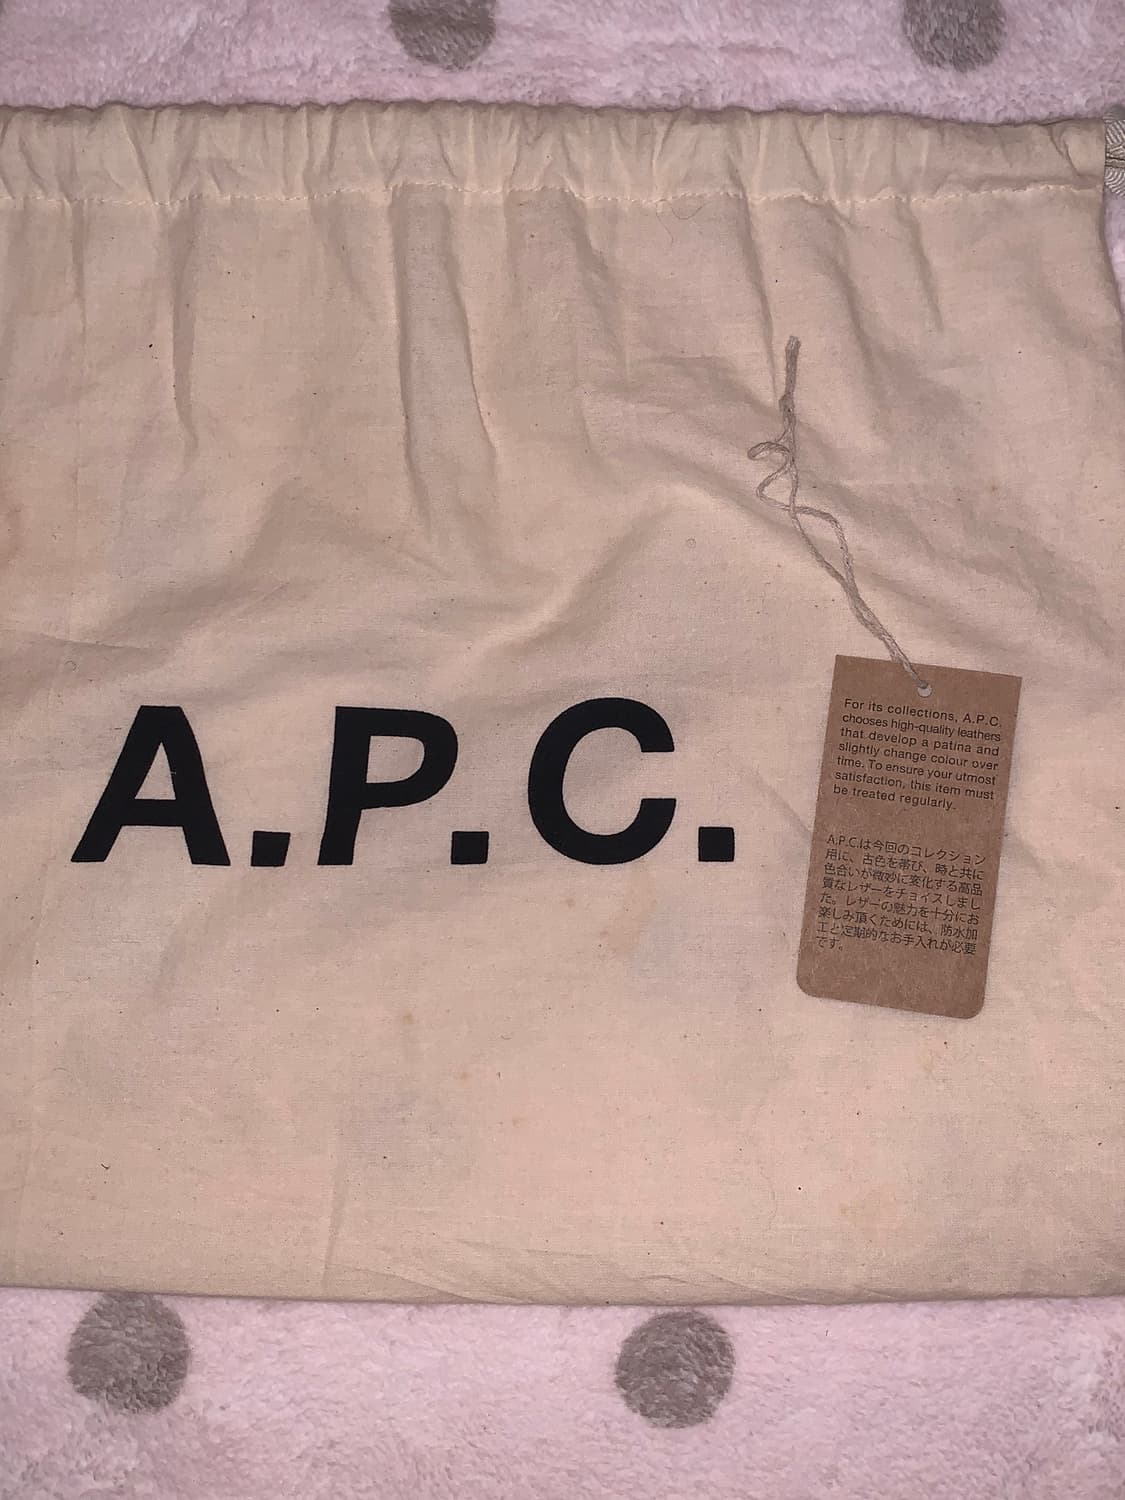 A.P.C.
For its collections, A.P.C.
chooses high-quality leathers
that develop a patina and
slightly change colour over
time. To ensure your utmost
satisfaction, this item must
be treated regularly.
A.P.C.は今回のコレクション
用に、古色を帯び、時と共に
色合いが微妙に変化する高品
質なレザーをチョイスしまし
た。レザーの魅力を十分にお
楽しみ頂くためには、防水加
工と定期的なお手入れが必要
です。